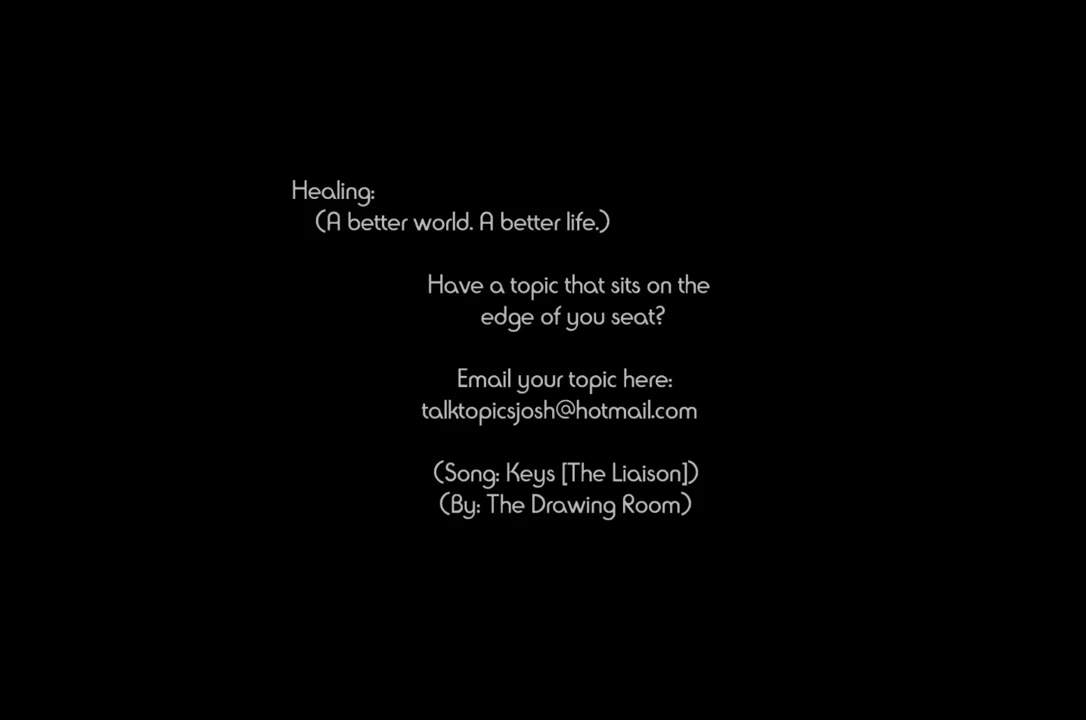 Healing:
(A better world. A better life.)
Have a topic that sits on the
edge of you seat?
Email your topic here:
talktopicsjosh@hotmail.com
(Song: Keys [The Liaison])
(By: The Drawing Room)